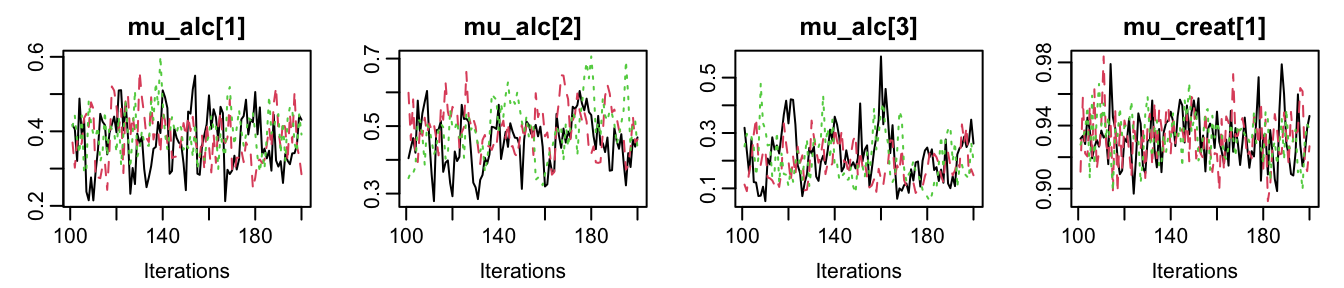 mu_alc[1]
0.2 0.4 0.6
100 140 180
Iterations
mu_alc[2]
0.3 0.5 0.7
100 140 180
Iterations
mu_alc[3]
0.1 0.3 0.5
100 140 180
Iterations
mu_creat[1]
0.90 0.94 0.98
100 140 180
Iterations